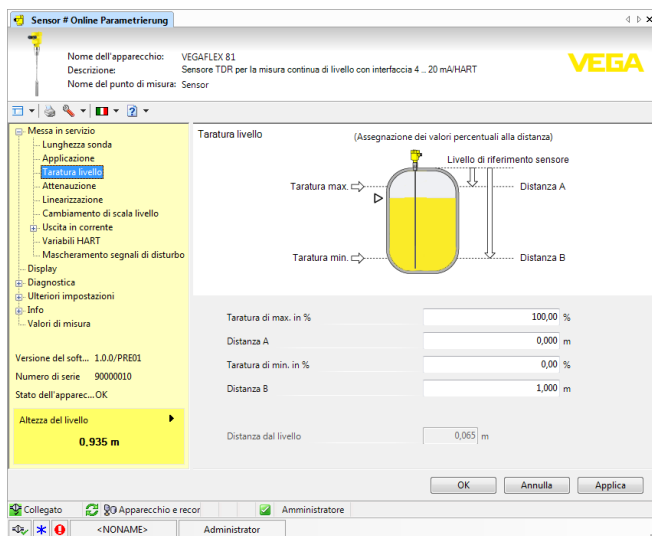 Sensor # Online Parametrierung
Nome dell'apparecchio: VEGAFLEX 81
Descrizione: Sensore TDR per la misura continua di livello con interfaccia 4 .. 20 mA/HART
Nome del punto di misura: Sensor
VEGA
Messa in servizio
Lunghezza sonda
Applicazione
Taratura livello
Attenuazione
Linearizzazione
Cambiamento di scala livello
Uscita in corrente
Variabili HART
Mascheramento segnali di disturbo
Display
Diagnostica
Ulteriori impostazioni
Info
Valori di misura
Versione del soft... 1.0.0/PRE01
Numero di serie 90000010
Stato dell'apparec...OK
Altezza del livello
0,935 m
Taratura livello
(Assegnazione dei valori percentuali alla distanza)
Livello di riferimento sensore
Taratura max.
Distanza A
Taratura min.
Distanza B
Taratura di max. in % 100,00 %
Distanza A 0,000 m
Taratura di min. in % 0,00 %
Distanza B 1,000 m
Distanza dal livello 0,065 m
OK Annulla Applica
Collegato Apparecchio e recor Amministratore
<NONAME> Administrator